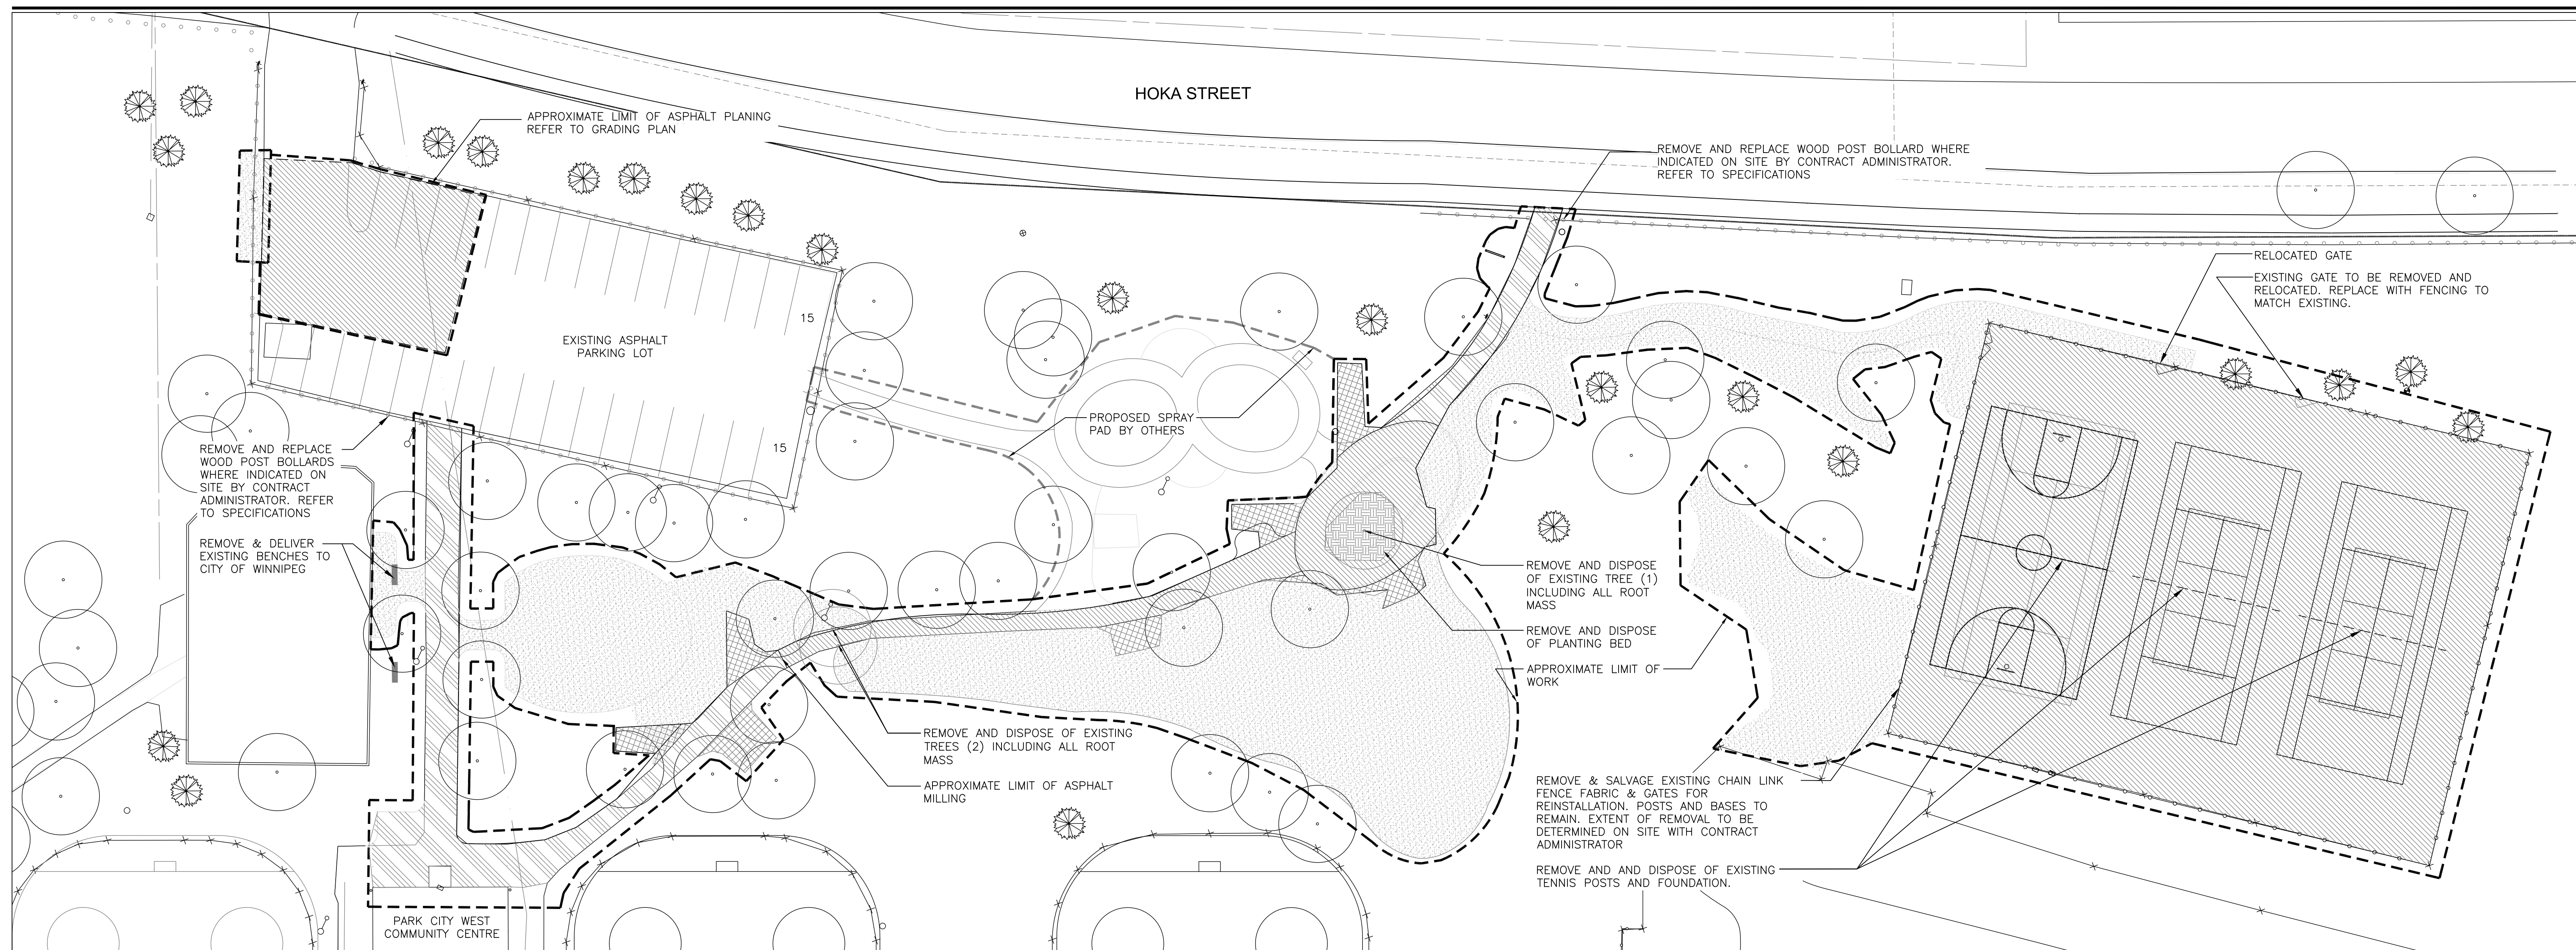 HOKA STREET
APPROXIMATE LIMIT OF ASPHALT PLANING
REFER TO GRADING PLAN
REMOVE AND REPLACE WOOD POST BOLLARD WHERE
INDICATED ON SITE BY CONTRACT ADMINISTRATOR.
REFER TO SPECIFICATIONS
RELOCATED GATE
EXISTING GATE TO BE REMOVED AND
RELOCATED. REPLACE WITH FENCING TO
MATCH EXISTING.
15
EXISTING ASPHALT
PARKING LOT
15
PROPOSED SPRAY
PAD BY OTHERS
REMOVE AND REPLACE
WOOD POST BOLLARDS
WHERE INDICATED ON
SITE BY CONTRACT
ADMINISTRATOR. REFER
TO SPECIFICATIONS
REMOVE & DELIVER
EXISTING BENCHES TO
CITY OF WINNIPEG
REMOVE AND DISPOSE
OF EXISTING TREE (1)
INCLUDING ALL ROOT
MASS
REMOVE AND DISPOSE
OF PLANTING BED
APPROXIMATE LIMIT OF
WORK
REMOVE AND DISPOSE OF EXISTING
TREES (2) INCLUDING ALL ROOT
MASS
APPROXIMATE LIMIT OF ASPHALT
MILLING
REMOVE & SALVAGE EXISTING CHAIN LINK
FENCE FABRIC & GATES FOR
REINSTALLATION. POSTS AND BASES TO
REMAIN. EXTENT OF REMOVAL TO BE
DETERMINED ON SITE WITH CONTRACT
ADMINISTRATOR
REMOVE AND AND DISPOSE OF EXISTING
TENNIS POSTS AND FOUNDATION.
PARK CITY WEST
COMMUNITY CENTRE